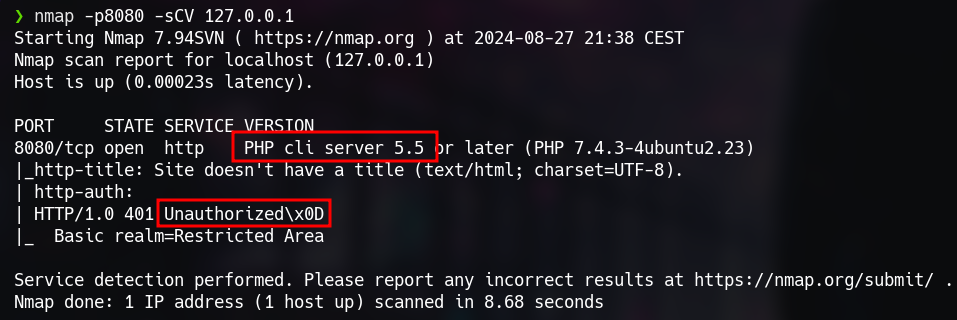 ❯ nmap -p8080 -sCV 127.0.0.1
Starting Nmap 7.94SVN ( https://nmap.org ) at 2024-08-27 21:38 CEST
Nmap scan report for localhost (127.0.0.1)
Host is up (0.00023s latency).
PORT     STATE SERVICE VERSION
8080/tcp open  http    PHP cli server 5.5 or later (PHP 7.4.3-4ubuntu2.23)
|_http-title: Site doesn't have a title (text/html; charset=UTF-8).
| http-auth:
| HTTP/1.0 401 Unauthorized\x0D
|_  Basic realm=Restricted Area
Service detection performed. Please report any incorrect results at https://nmap.org/submit/ .
Nmap done: 1 IP address (1 host up) scanned in 8.68 seconds